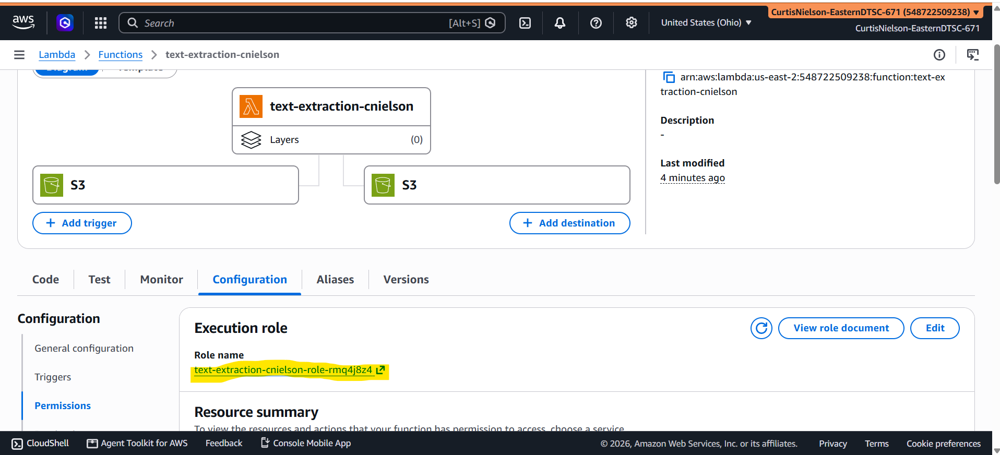 aws
Search
[Alt+S]
United States (Ohio)
CurtisNielson-EasternDTSC-671 (548722509238)
CurtisNielson-EasternDTSC-671
Lambda
Functions
text-extraction-cnielson
Diagram
Template
arn:aws:lambda:us-east-2:548722509238:function:text-ex
traction-cnielson
text-extraction-cnielson
Layers
(0)
Description
-
Last modified
4 minutes ago
S3
S3
Add trigger
Add destination
Code
Test
Monitor
Configuration
Aliases
Versions
Configuration
General configuration
Triggers
Permissions
Execution role
View role document
Edit
Role name
text-extraction-cnielson-role-rmq4j8z4
Resource summary
To view the resources and actions that your function has permission to access, choose a service.
CloudShell
Agent Toolkit for AWS
Feedback
Console Mobile App
© 2026, Amazon Web Services, Inc. or its affiliates.
Privacy
Terms
Cookie preferences